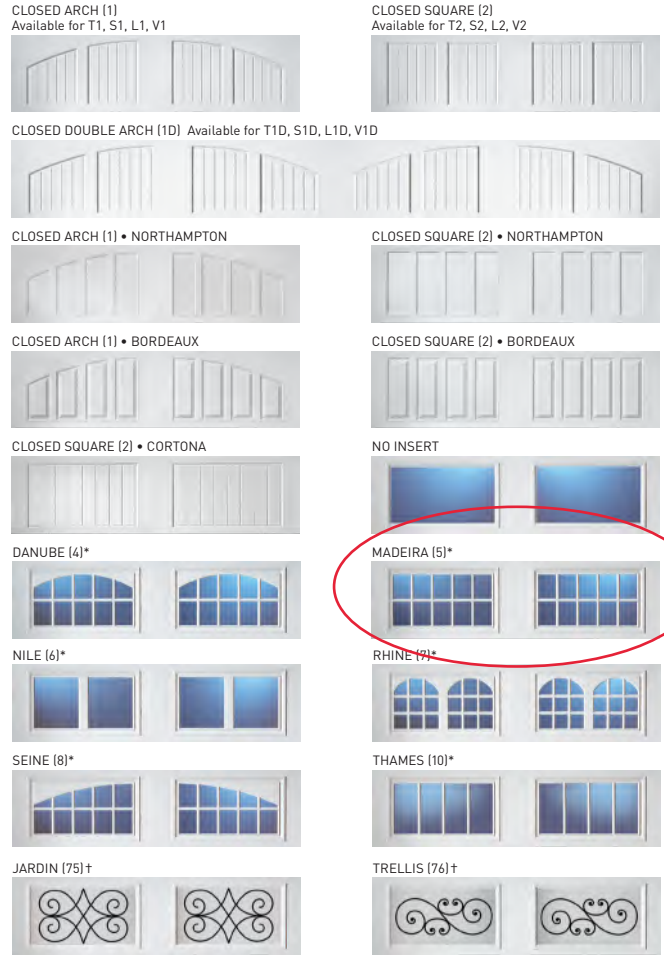 CLOSED ARCH (1)
Available for T1, S1, L1, V1
CLOSED SQUARE (2)
Available for T2, S2, L2, V2
CLOSED DOUBLE ARCH (1D) Available for T1D, S1D, L1D, V1D
CLOSED ARCH (1) • NORTHAMPTON
CLOSED SQUARE (2) • NORTHAMPTON
CLOSED ARCH (1) • BORDEAUX
CLOSED SQUARE (2) • BORDEAUX
CLOSED SQUARE (2) • CORTONA
NO INSERT
DANUBE (4)*
MADEIRA (5)*
NILE (6)*
RHINE (7)*
SEINE (8)*
THAMES (10)*
JARDIN (75)†
TRELLIS (76)†